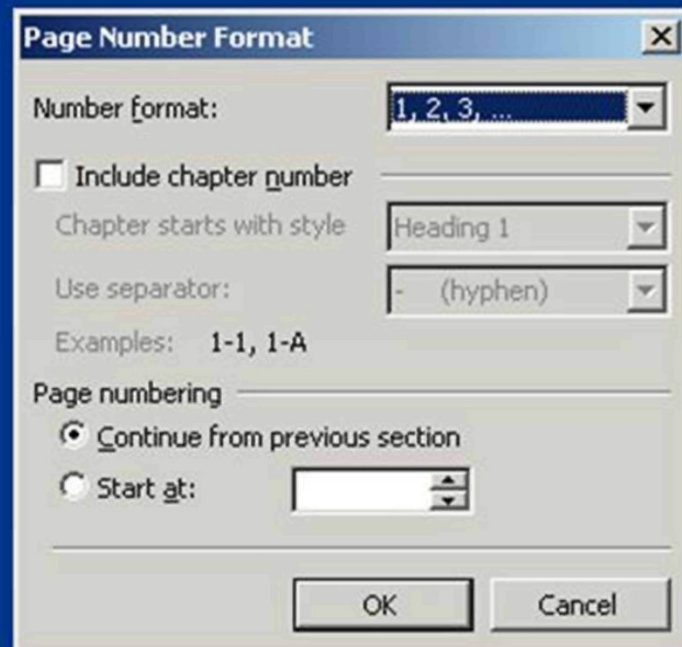 Page Number Format
Number format: 1, 2, 3, ...
Include chapter number
Chapter starts with style Heading 1
Use separator: - (hyphen)
Examples: 1-1, 1-A
Page numbering
Continue from previous section
Start at:
OK Cancel